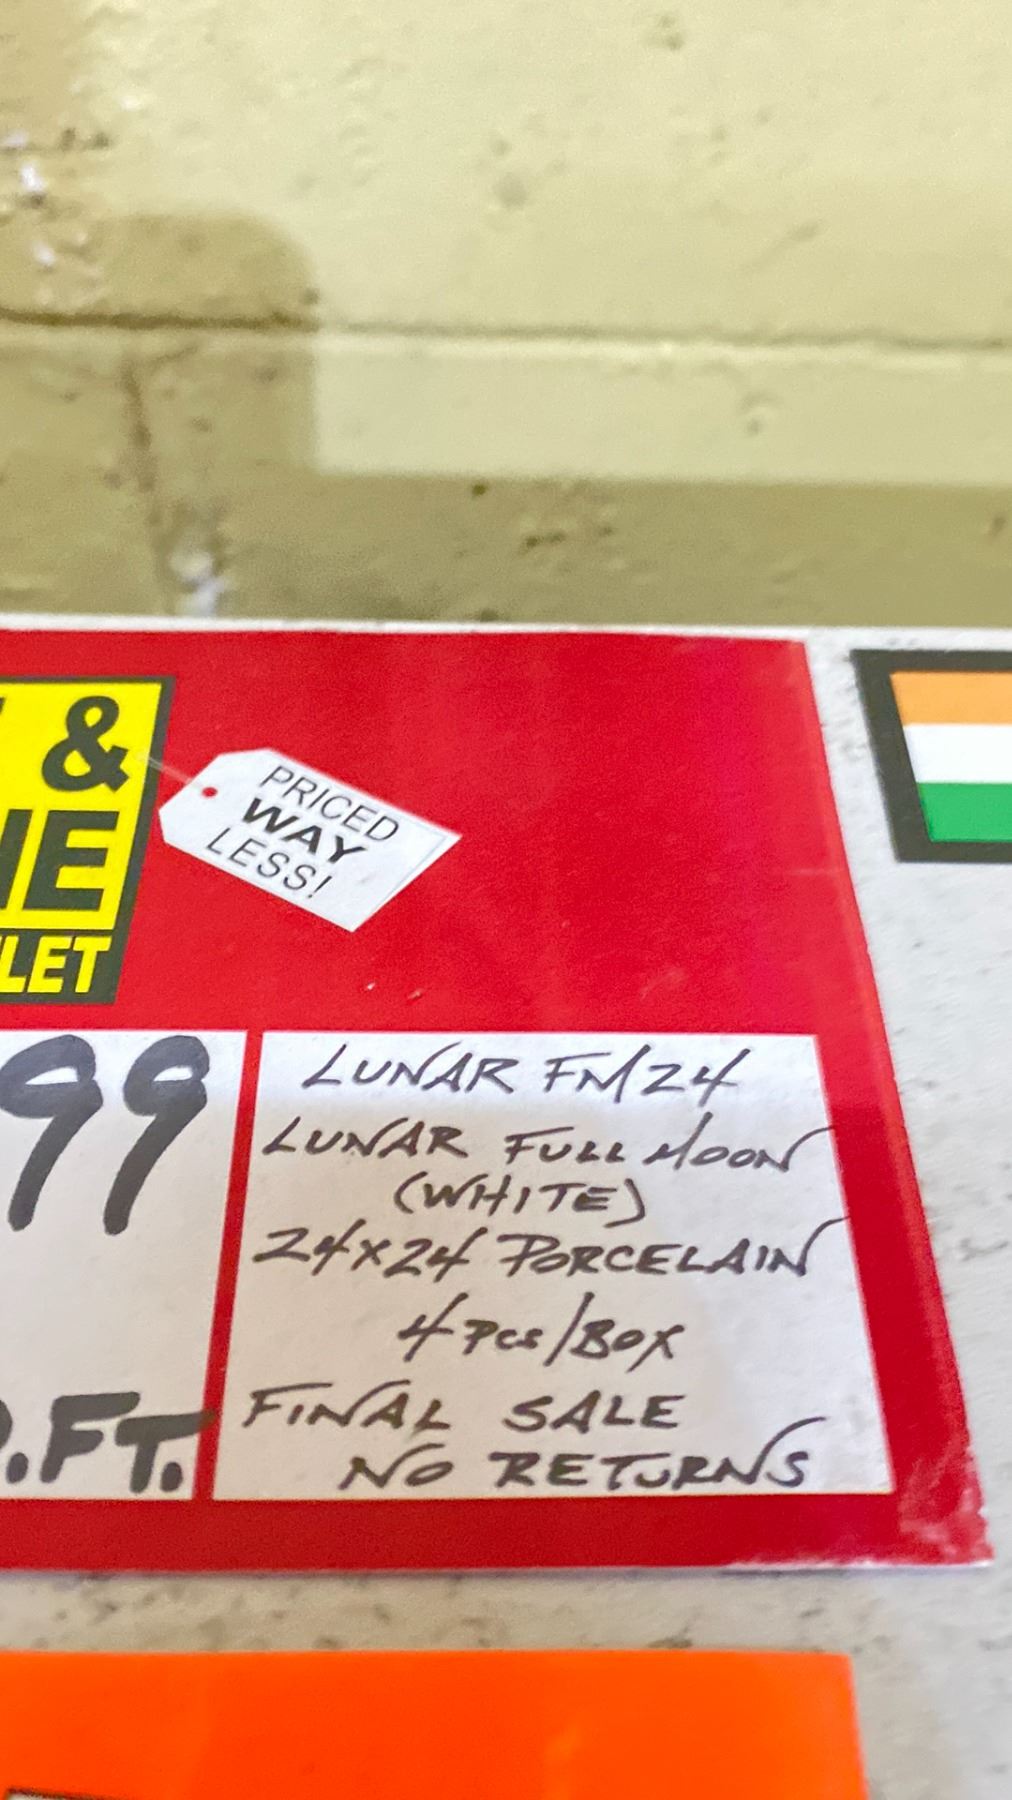 &
PRICED
WAY
LESS!
99
.FT.
LUNAR FM24
LUNAR FULL MOON
(WHITE)
24X24 PORCELAIN
4 PCS/BOX
FINAL SALE
NO RETURNS